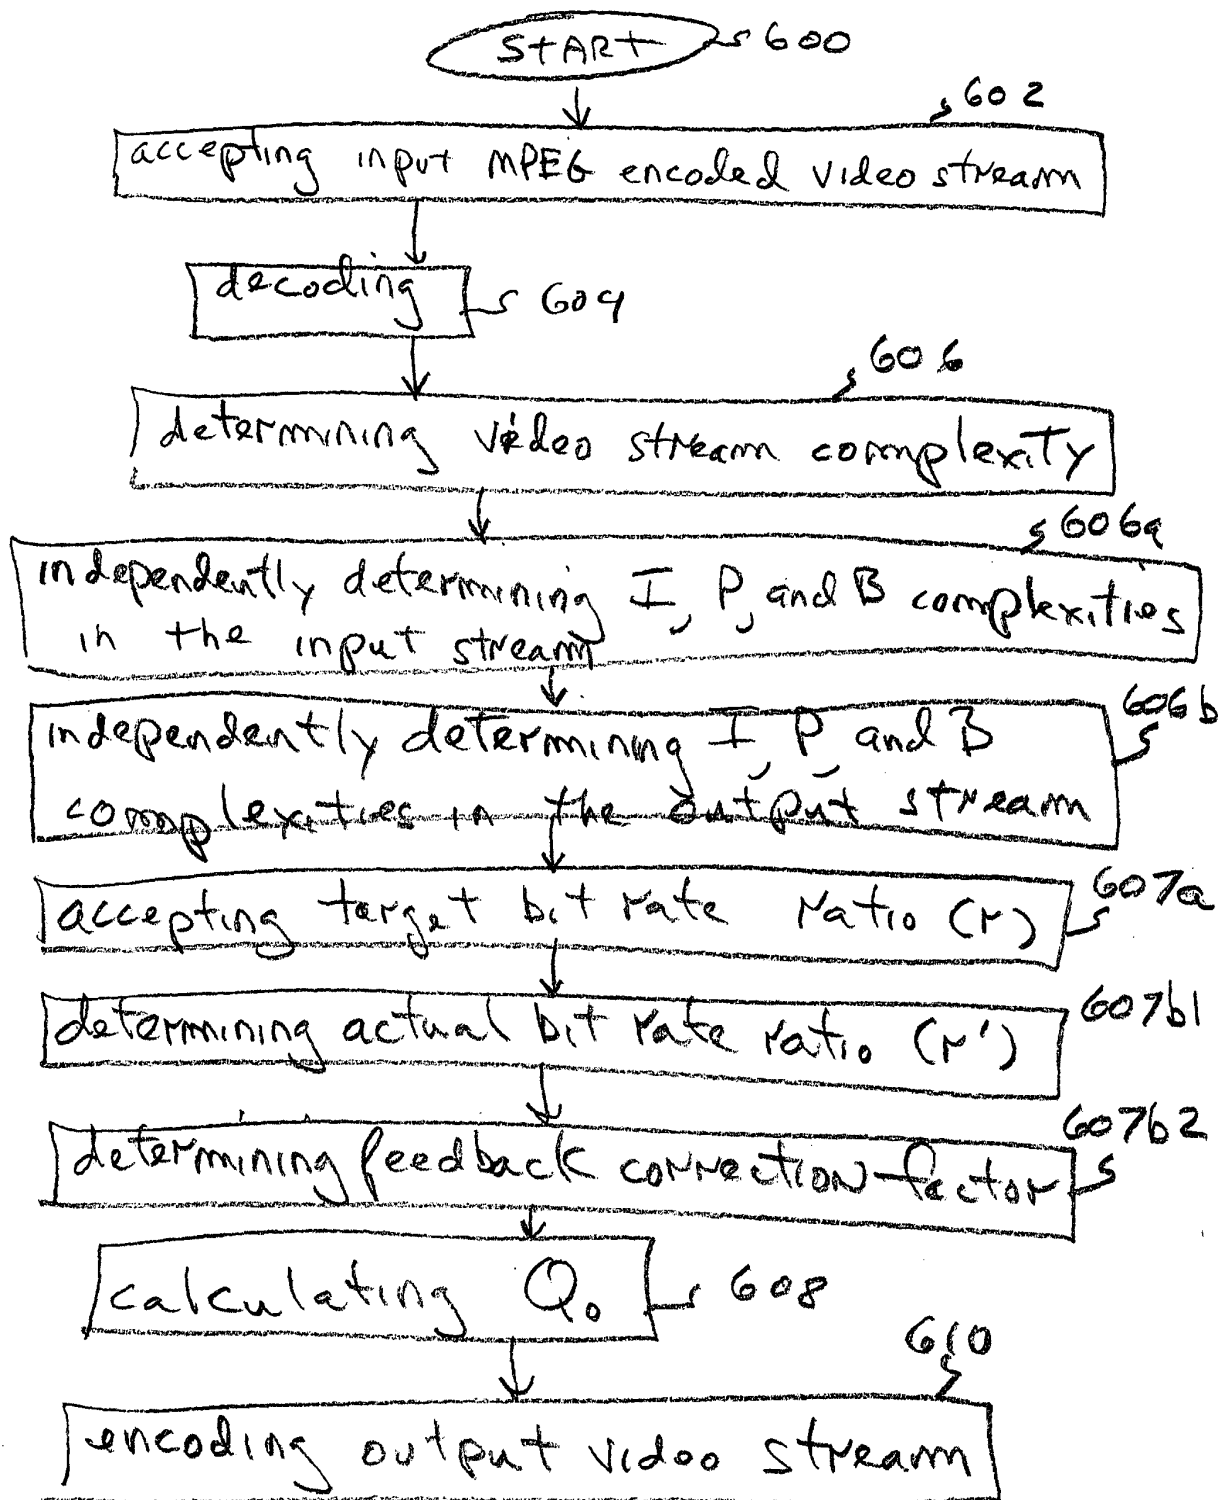 START 600
602
accepting input MPEG encoded video stream
decoding 604
606
determining video stream complexity
606a
independently determining I, P, and B complexities
in the input stream
606b
independently determining I, P, and B
complexities in the output stream
accepting target bit rate ratio (r) 607a
determining actual bit rate ratio (r') 607b1
607b2
determining feedback correction factor
calculating Qo 608
610
encoding output video stream